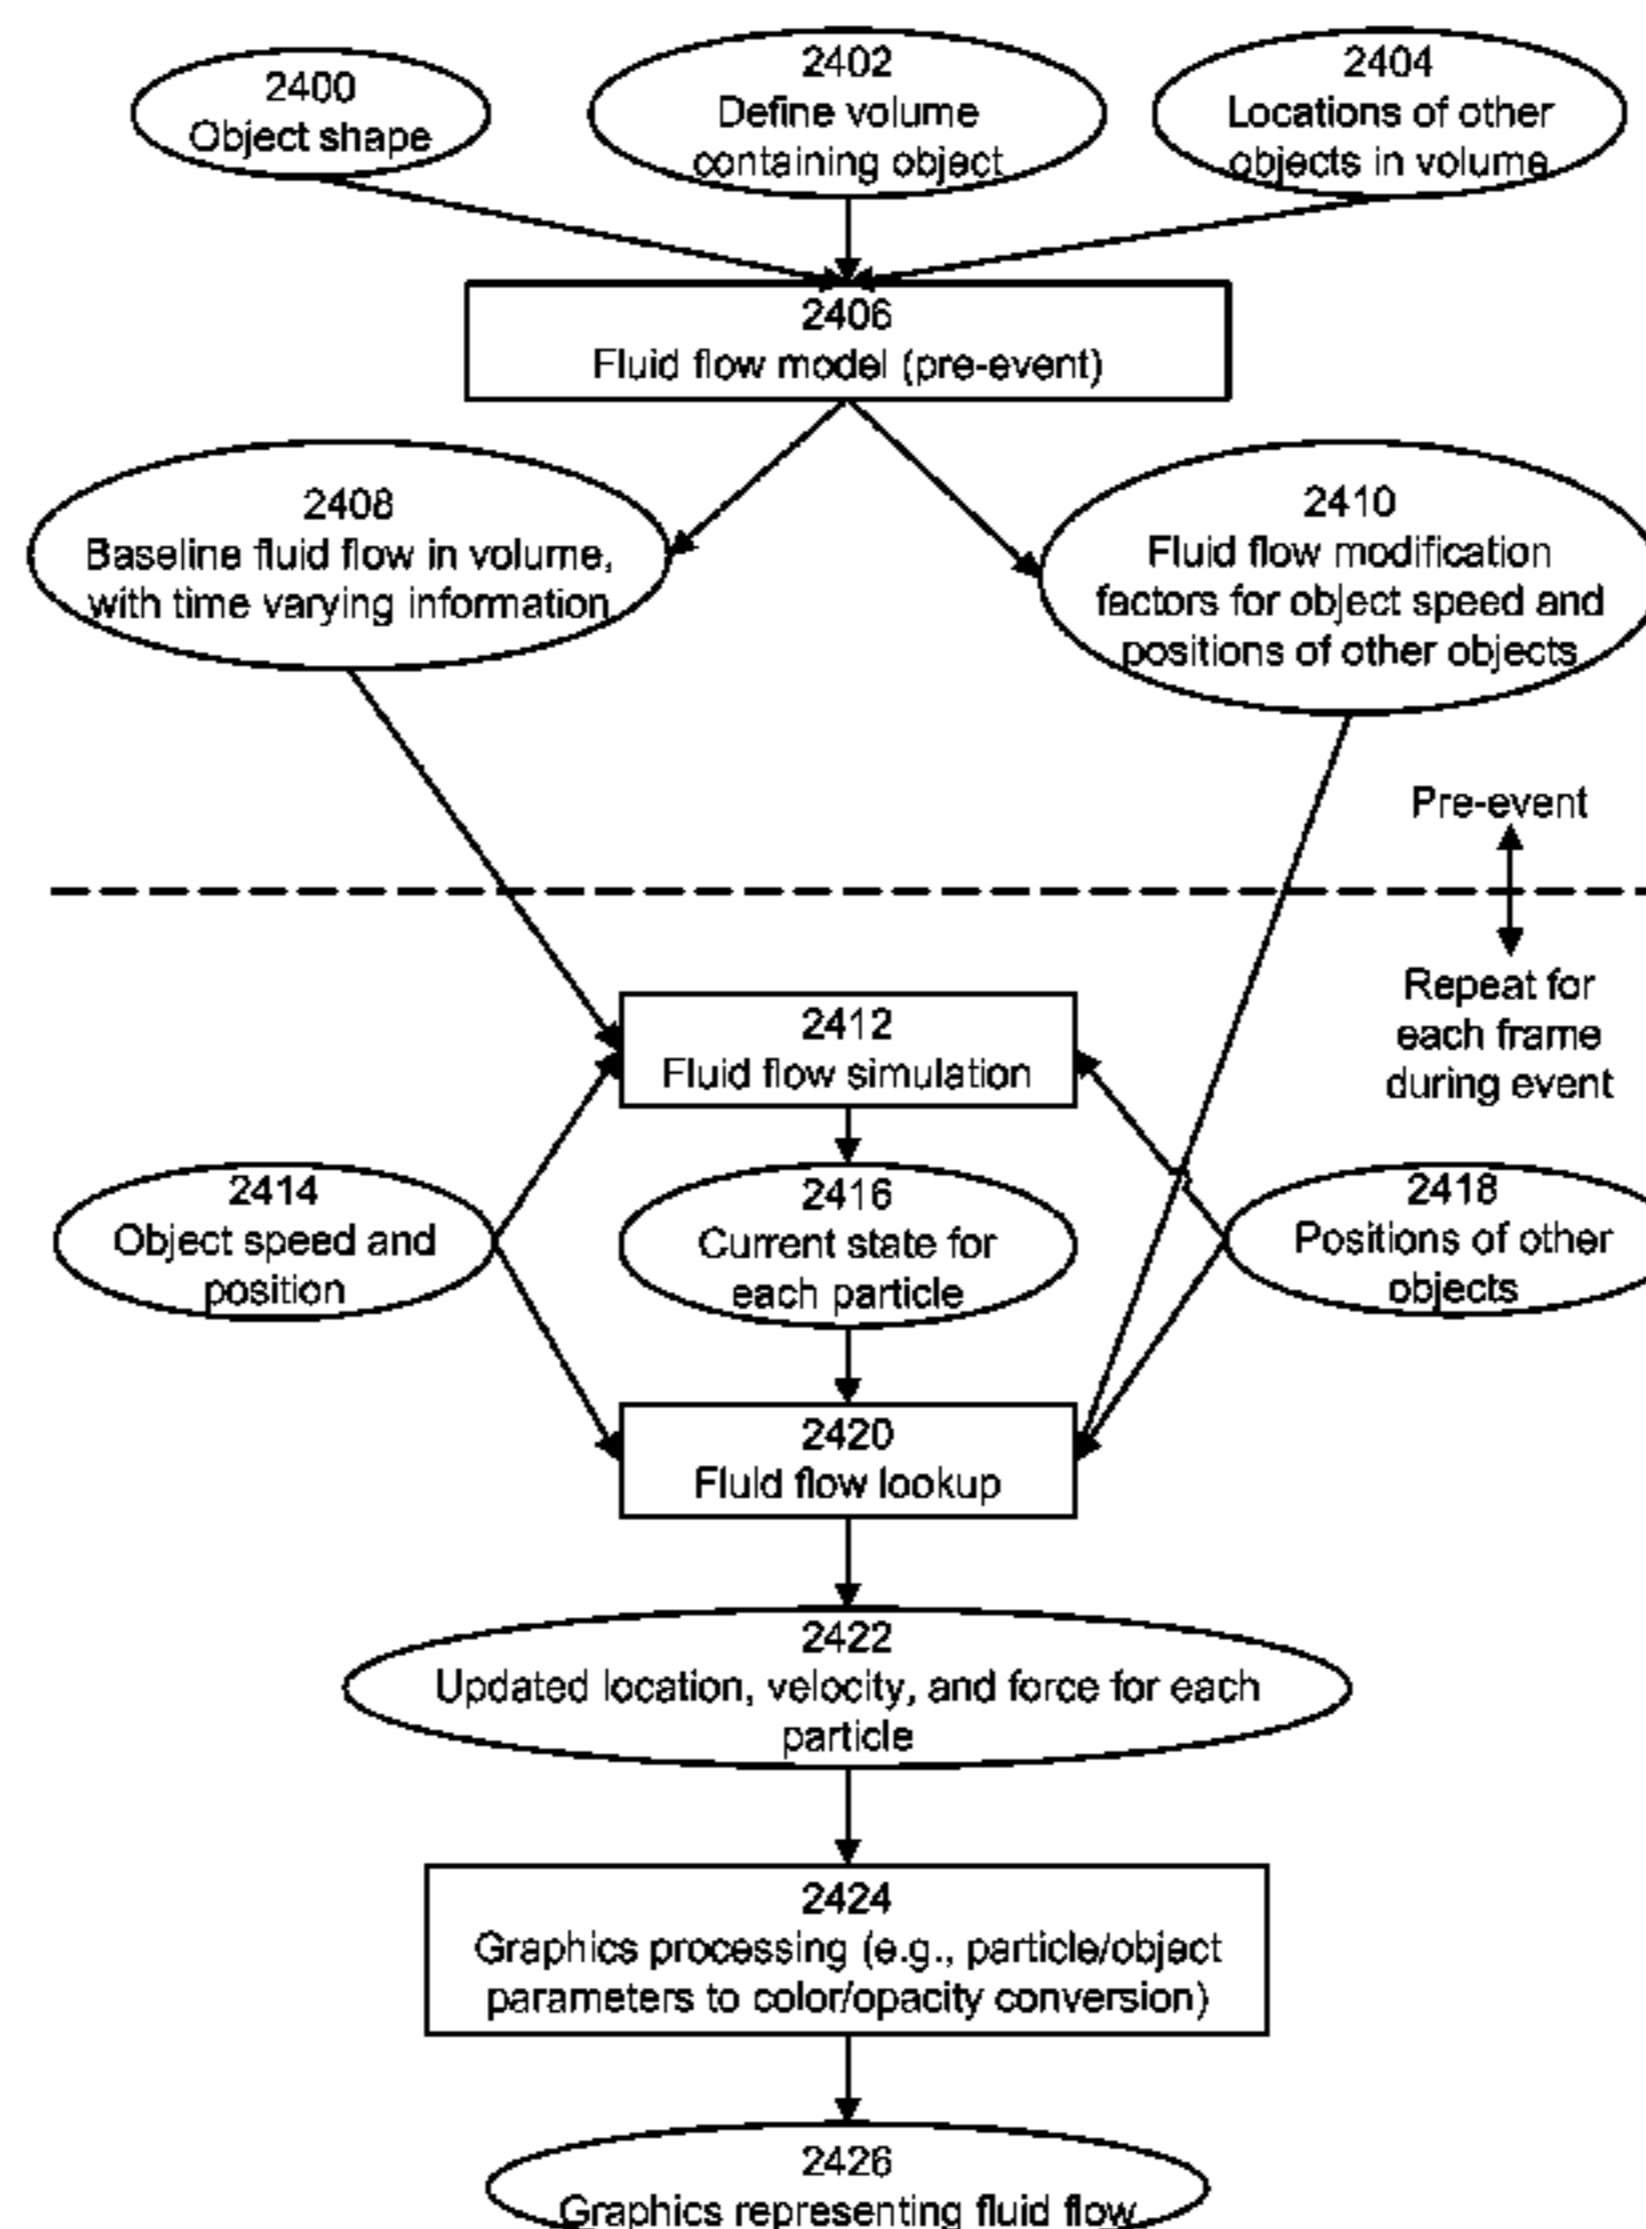 2400
Object shape
2402
Define volume
containing object
2404
Locations of other
objects in volume
2406
Fluid flow model (pre-event)
2408
Baseline fluid flow in volume,
with time varying information
2410
Fluid flow modification
factors for object speed and
positions of other objects
Pre-event
Repeat for
each frame
during event
2412
Fluid flow simulation
2414
Object speed and
position
2416
Current state for
each particle
2418
Positions of other
objects
2420
Fluid flow lookup
2422
Updated location, velocity, and force for each
particle
2424
Graphics processing (e.g., particle/object
parameters to color/opacity conversion)
2426
Graphics representing fluid flow